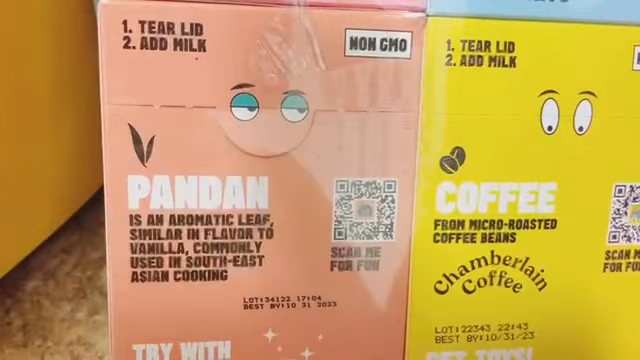 1. TEAR LID
2. ADD MILK
NON GMO
PANDAN
IS AN AROMATIC LEAF,
SIMILAR IN FLAVOR TO
VANILLA, COMMONLY
USED IN SOUTH-EAST
ASIAN COOKING
SCAN ME
FOR FUN
LOT:34122 17:04
BEST BY:10 31 2023
TRY WITH
1. TEAR LID
2. ADD MILK
COFFEE
FROM MICRO-ROASTED
COFFEE BEANS
Chamberlain
Coffee
LOT:22343 22:43
BEST BY:10/31/23